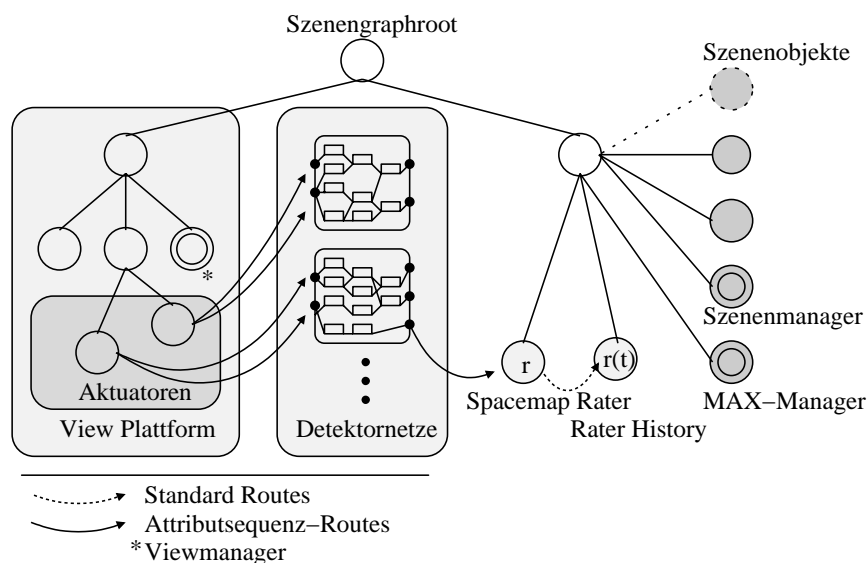 Szenengraphroot
Szenenobjekte
*
Szenenmanager
r
r(t)
Aktuatoren
Spacemap Rater
MAX−Manager
View Plattform
Detektornetze
Rater History
Standard Routes
Attributsequenz−Routes
*Viewmanager